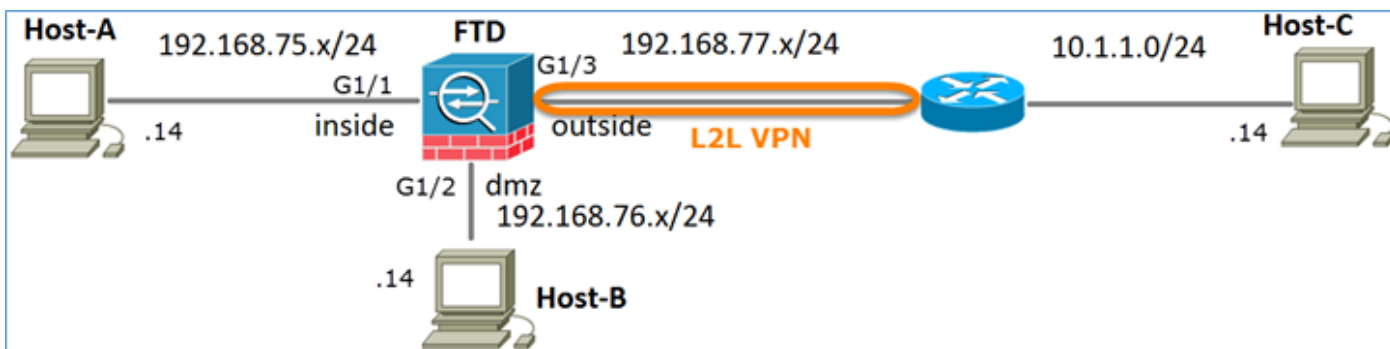 Host-A
192.168.75.x/24
FTD
192.168.77.x/24
10.1.1.0/24
Host-C
G1/1
G1/3
.14
inside
outside
L2L VPN
.14
G1/2
dmz
192.168.76.x/24
.14
Host-B